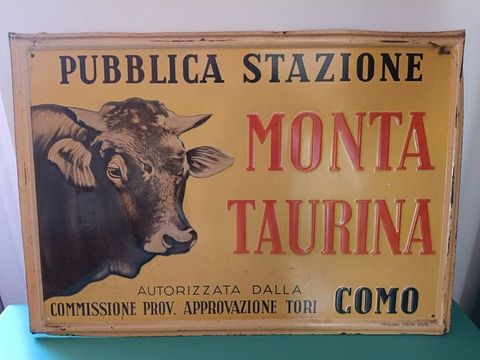 PUBBLICA STAZIONE
MONTA
TAURINA
AUTORIZZATA DALLA
COMMISSIONE PROV. APPROVAZIONE TORI COMO